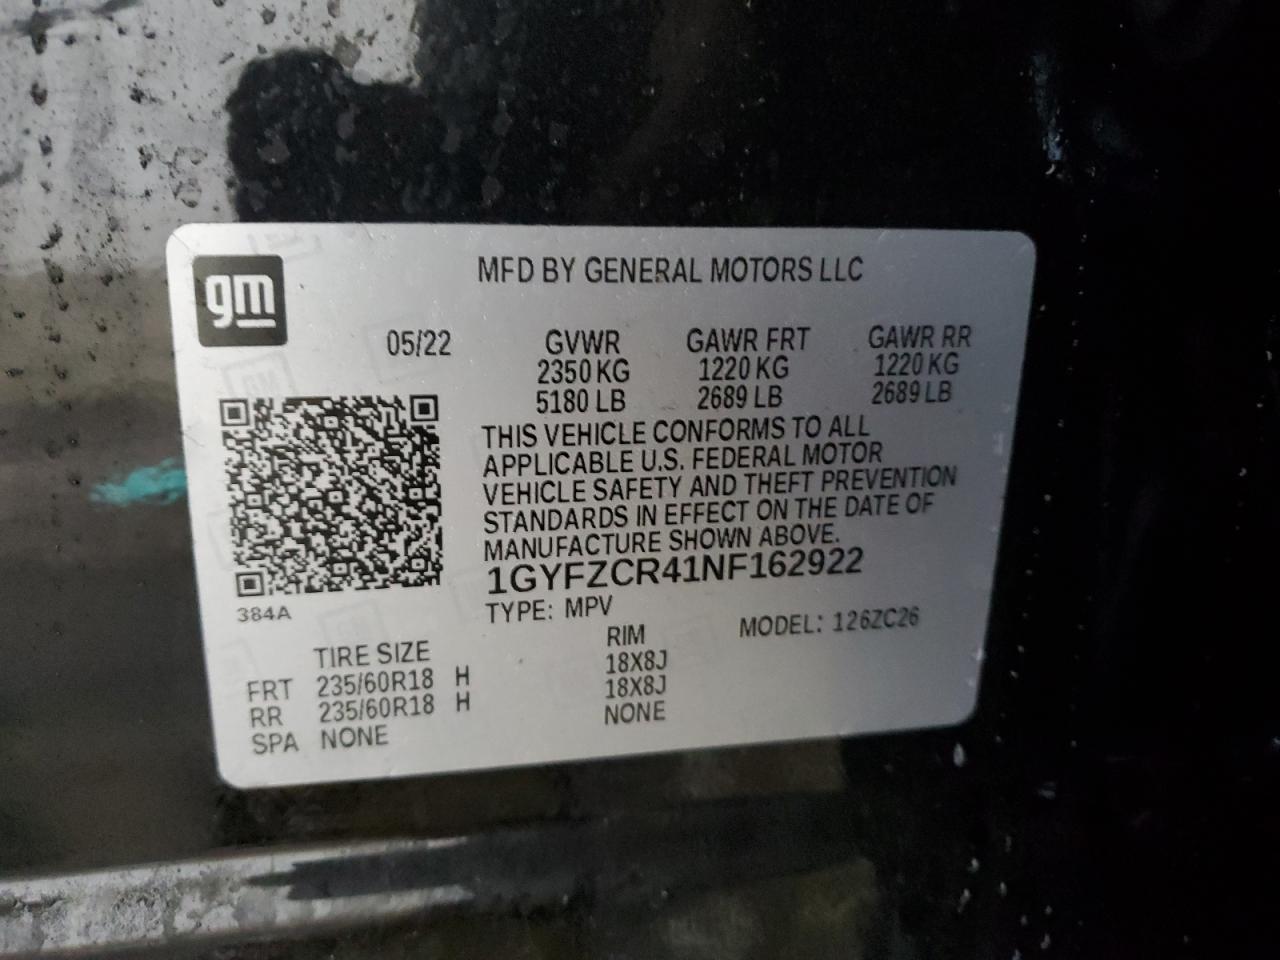 gm
MFD BY GENERAL MOTORS LLC
05/22 GVWR GAWR FRT GAWR RR
2350 KG 1220 KG 1220 KG
5180 LB 2689 LB 2689 LB
THIS VEHICLE CONFORMS TO ALL
APPLICABLE U.S. FEDERAL MOTOR
VEHICLE SAFETY AND THEFT PREVENTION
STANDARDS IN EFFECT ON THE DATE OF
MANUFACTURE SHOWN ABOVE.
1GYFZCR41NF162922
384A
TYPE: MPV MODEL: 126ZC26
TIRE SIZE RIM
FRT 235/60R18 H 18X8J
RR 235/60R18 H 18X8J
SPA NONE NONE